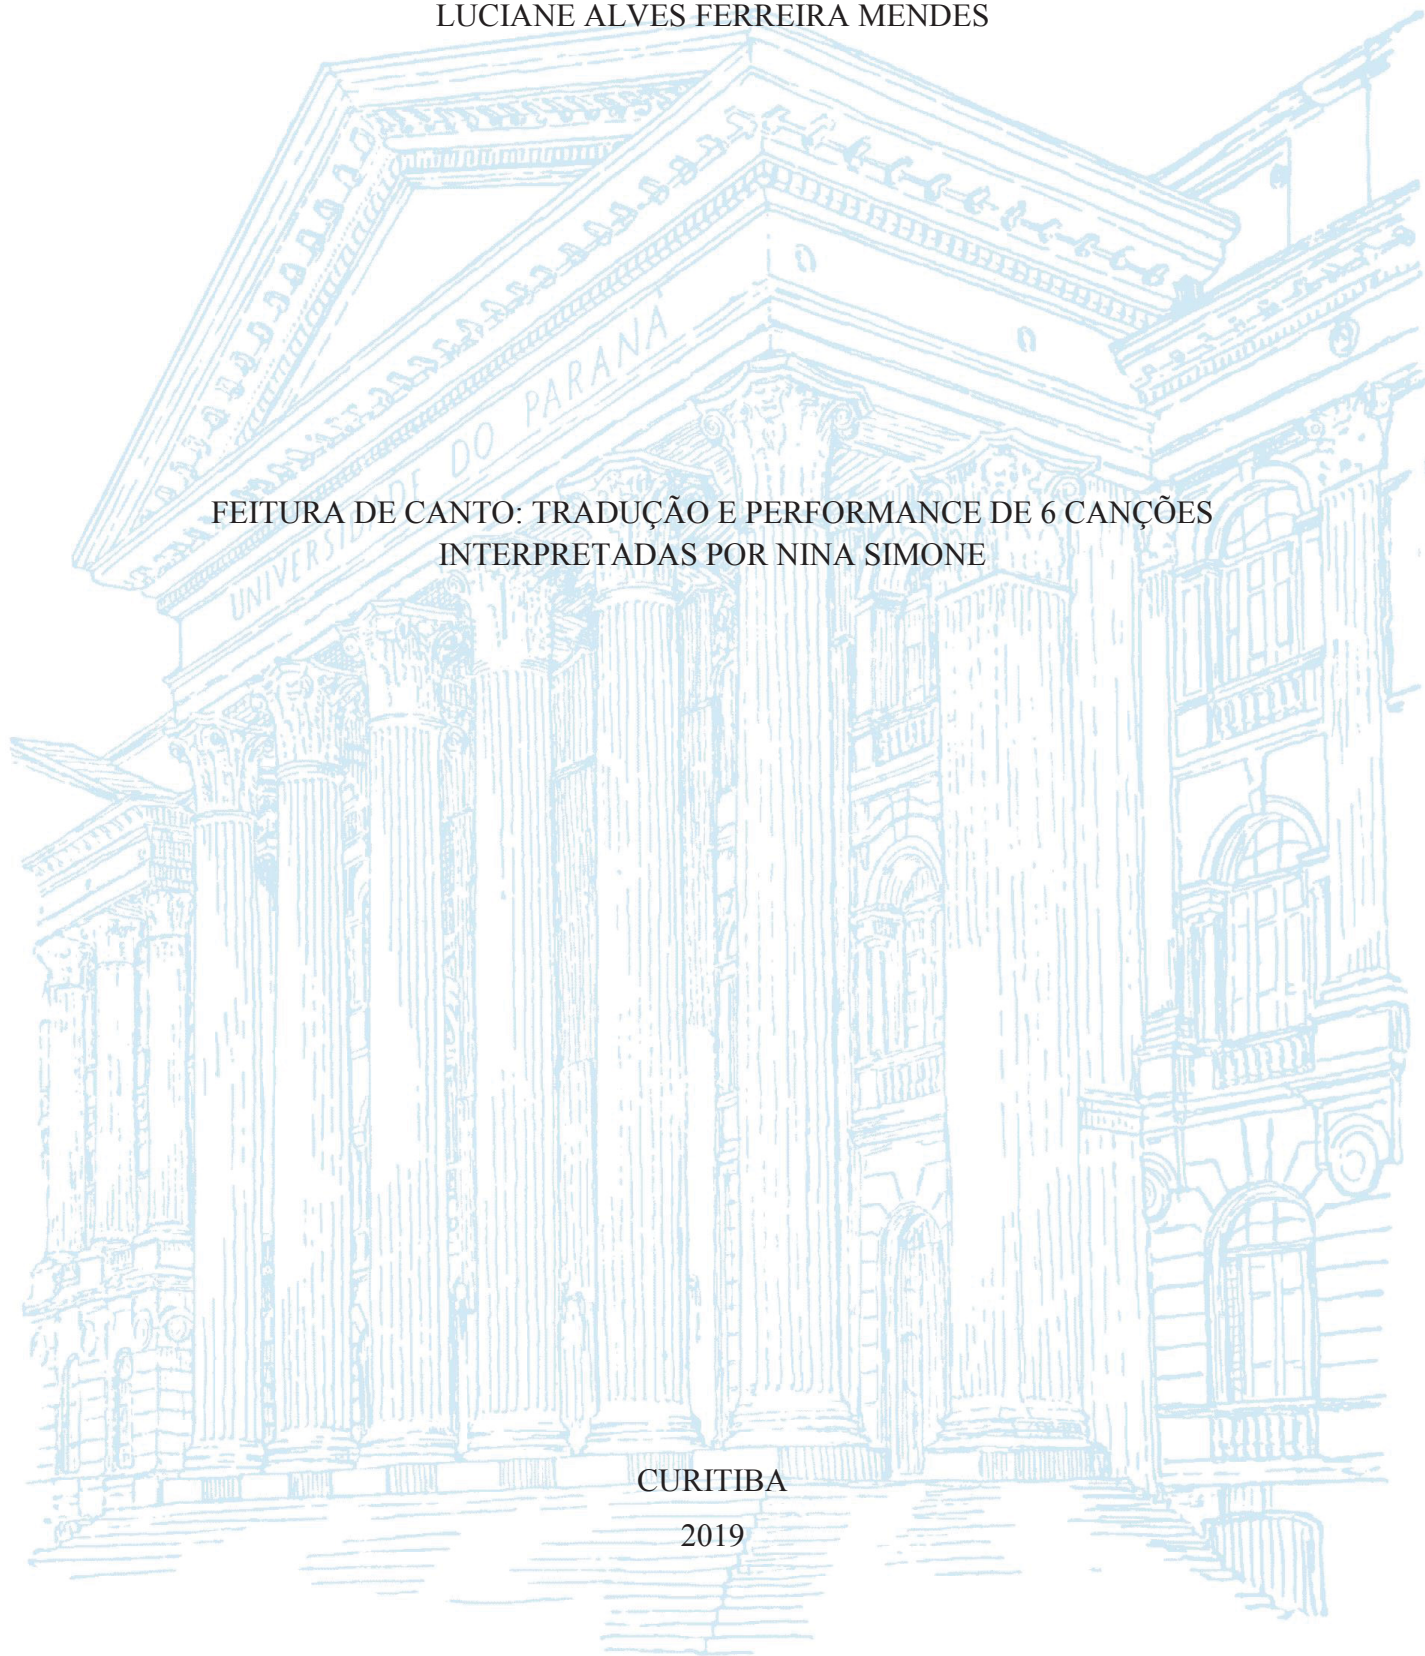 LUCIANE ALVES FERREIRA MENDES
UNIVERSIDADE DO PARANÁ
FEITURA DE CANTO: TRADUÇÃO E PERFORMANCE DE 6 CANÇÕES
INTERPRETADAS POR NINA SIMONE
CURITIBA
2019